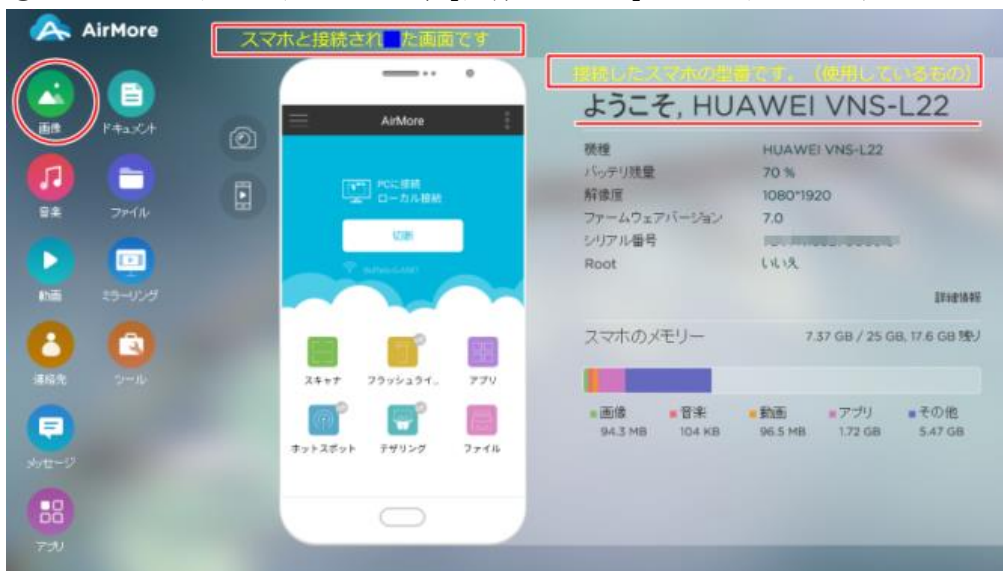 AirMore
スマホと接続され た画面です
接続したスマホの型番です。(使用しているもの)
ようこそ, HUAWEI VNS-L22
画像
ドキュメント
音楽
ファイル
動画
ミラーリング
連絡先
ツール
メッセージ
アプリ
AirMore
PCに接続
ローカル接続
切断
スキャナ
フラッシュライ..
アプリ
ホットスポット
テザリング
ファイル
機種 HUAWEI VNS-L22
バッテリ残量 70 %
解像度 1080*1920
ファームウェアバージョン 7.0
シリアル番号
Root いいえ
詳細情報
スマホのメモリー 7.37 GB / 25 GB, 17.6 GB 残り
画像 音楽 動画 アプリ その他
94.3 MB 104 KB 96.5 MB 1.72 GB 5.47 GB